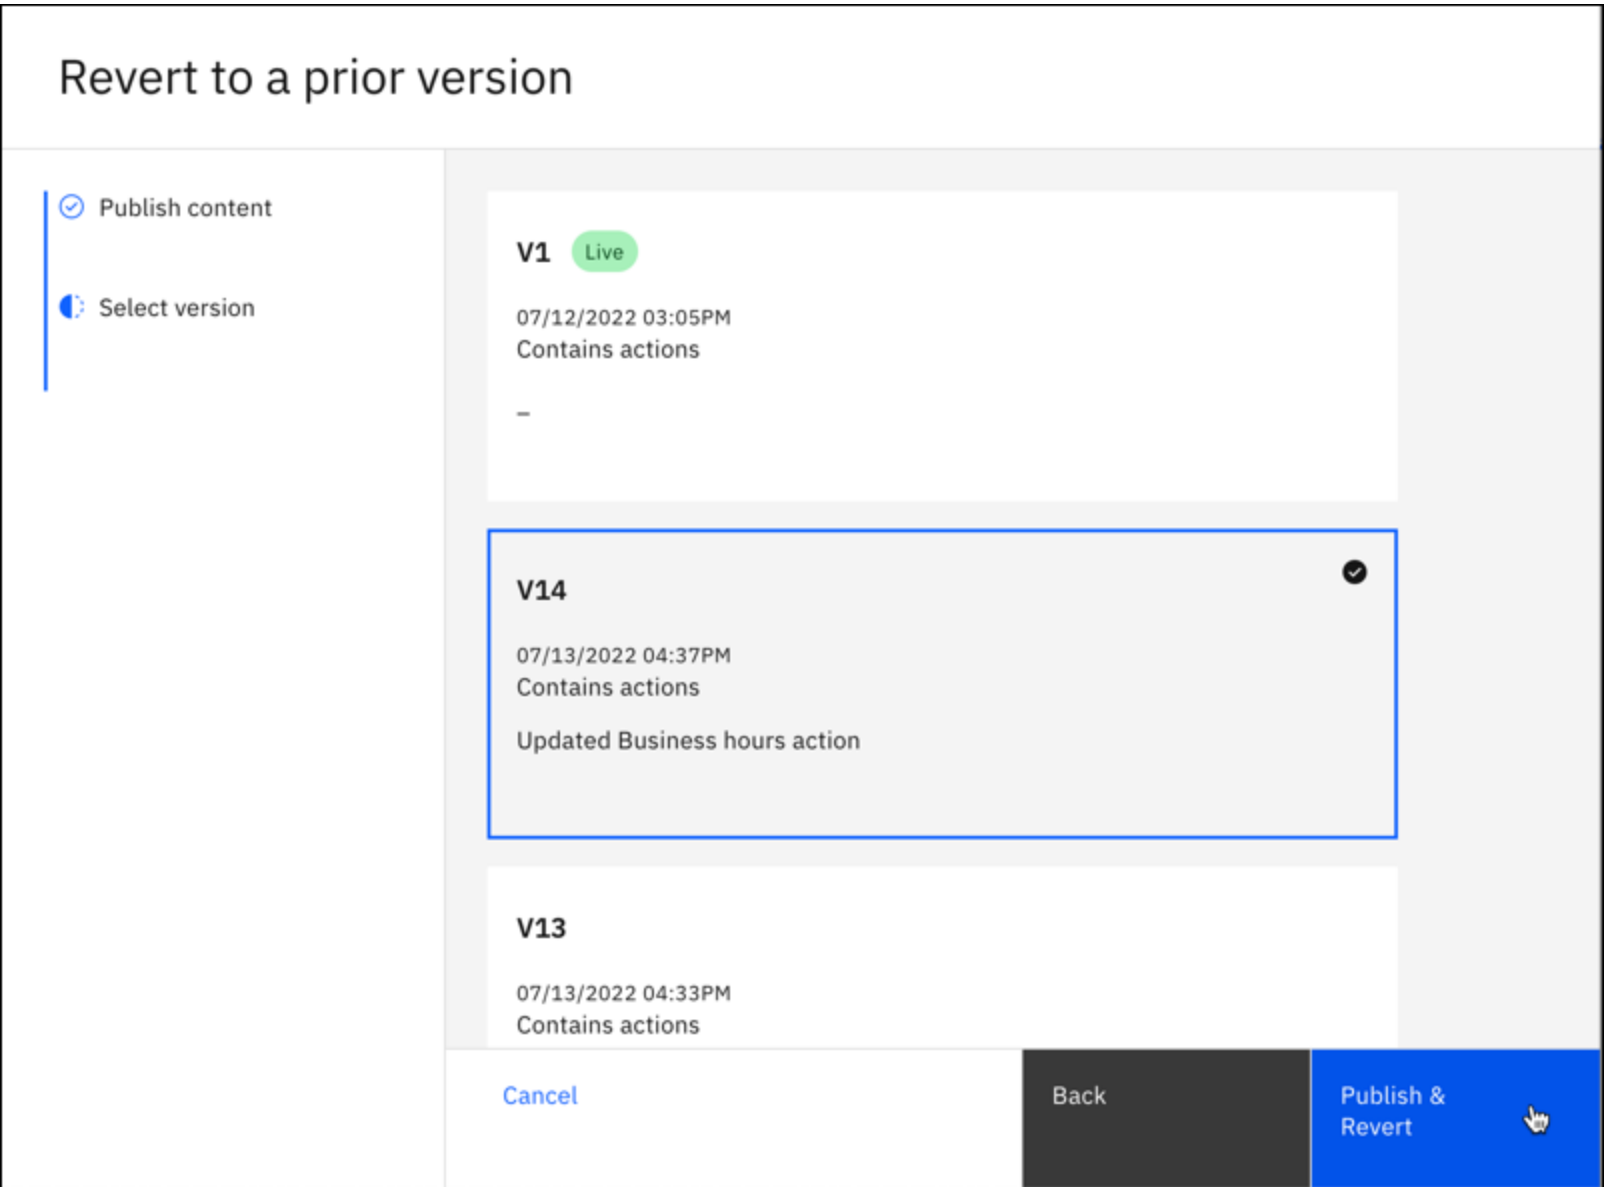 Revert to a prior version
Publish content
Select version
V1 Live
07/12/2022 03:05PM
Contains actions
–
V14
07/13/2022 04:37PM
Contains actions
Updated Business hours action
V13
07/13/2022 04:33PM
Contains actions
Cancel
Back
Publish &
Revert